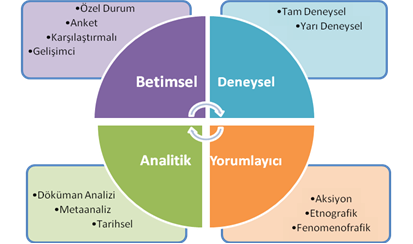 •Özel Durum
•Anket
•Karşılaştırmalı
•Gelişimci
•Tam Deneysel
•Yarı Deneysel
Betimsel
Deneysel
Analitik
Yorumlayıcı
•Döküman Analizi
•Metaanaliz
•Tarihsel
•Aksiyon
•Etnografik
•Fenomenofrafik